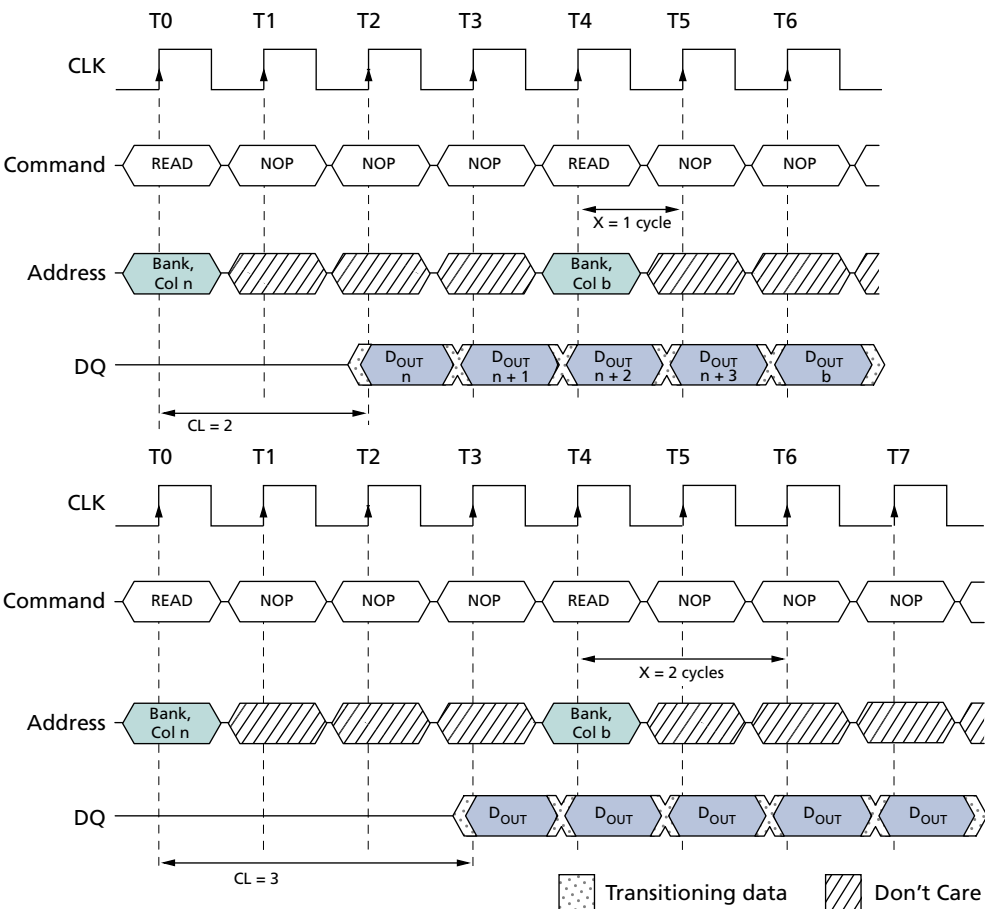 T0 T1 T2 T3 T4 T5 T6
CLK
Command READ NOP NOP NOP READ NOP NOP
X = 1 cycle
Address Bank, Col n Bank, Col b
DQ DOUT n DOUT n + 1 DOUT n + 2 DOUT n + 3 DOUT b
CL = 2
T0 T1 T2 T3 T4 T5 T6 T7
CLK
Command READ NOP NOP NOP READ NOP NOP NOP
X = 2 cycles
Address Bank, Col n Bank, Col b
DQ DOUT DOUT DOUT DOUT DOUT
CL = 3
Transitioning data Don't Care